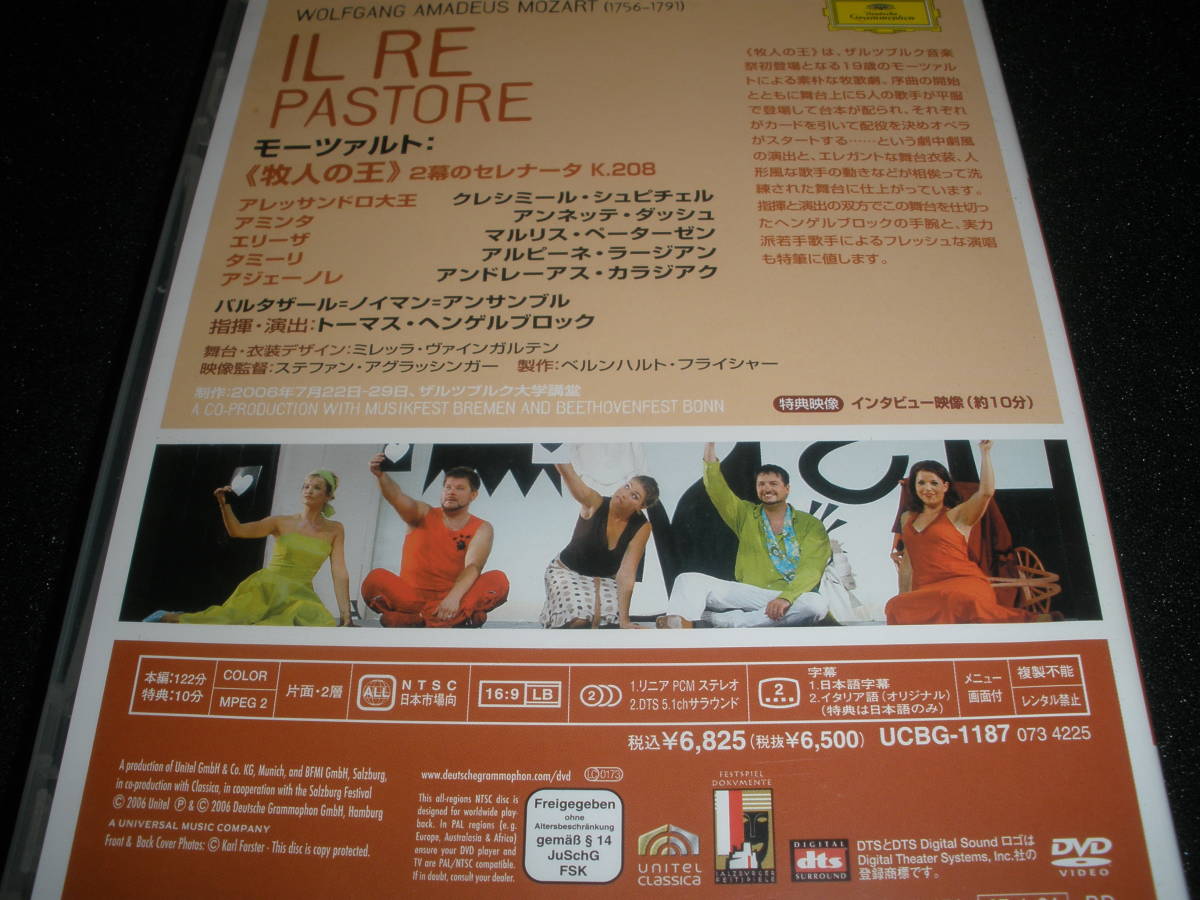 WOLFGANG AMADEUS MOZART (1756-1791)
IL RE
PASTORE
モーツァルト:
《牧人の王》2幕のセレナータ K.208
アレッサンドロ大王 クレシミール・シュピチェル
アミンタ アンネッテ・ダッシュ
エリーザ マルリス・ペーターゼン
タミーリ アルピーネ・ラージアン
アジェーノレ アンドレーアス・カラジアク
バルタザール=ノイマン=アンサンブル
指揮・演出:トーマス・ヘンゲルブロック
舞台・衣装デザイン:ミレッラ・ヴァインガルテン
映像監督:ステファン・アグラッシンガー 製作:ベルンハルト・フライシャー
制作:2006年7月22日-29日、ザルツブルク大学講堂
A CO-PRODUCTION WITH MUSIKFEST BREMEN AND BEETHOVENFEST BONN
Deutsche
Grammophon
《牧人の王》は、ザルツブルク音楽
祭初登場となる19歳のモーツァル
トによる素朴な牧歌劇。序曲の開始
とともに舞台上に5人の歌手が平服
で登場して台本が配られ、それぞれ
がカードを引いて配役を決めオペラ
がスタートする……という劇中劇風
の演出と、エレガントな舞台衣装、人
形風な歌手の動きなどが相俟って洗
練された舞台に仕上がっています。
指揮と演出の双方でこの舞台を仕切っ
たヘンゲルブロックの手腕と、実力
派若手歌手によるフレッシュな演唱
も特筆に値します。
特典映像 インタビュー映像(約10分)
本編:122分
特典:10分
COLOR
MPEG 2
片面・2層
ALL
NTSC
日本市場向
16:9 LB
2
1.リニア PCM ステレオ
2.DTS 5.1chサラウンド
2
字幕
1.日本語字幕
2.イタリア語(オリジナル)
(特典は日本語のみ)
メニュー
画面付
複製不能
レンタル禁止
税込¥6,825(税抜¥6,500) UCBG-1187 073 4225
A production of Unitel GmbH & Co. KG, Munich, and BFMI GmbH, Salzburg,
in co-production with Classica, in cooperation with the Salzburg Festival
© 2006 Unitel ℗ & © 2006 Deutsche Grammophon GmbH, Hamburg
A UNIVERSAL MUSIC COMPANY
Front & Back Cover Photos: © Karl Forster · This disc is copy protected.
www.deutschegrammophon.com/dvd
LC 0173
This all-regions NTSC disc is
designed for worldwide play-
back. In PAL regions (e.g.
Europe, Australasia & Africa)
ensure your DVD player and
TV are PAL/NTSC compatible.
If in doubt, consult your dealer.
Freigegeben
ohne
Altersbeschränkung
gemäß § 14
JuSchG
FSK
UNITEL
CLASSICA
FESTSPIEL
DOKUMENTE
SALZBURGER
FESTSPIELE
DIGITAL
dts
SURROUND
DTSとDTS Digital Sound ロゴは
Digital Theater Systems, Inc.社の
登録商標です。
DVD
VIDEO